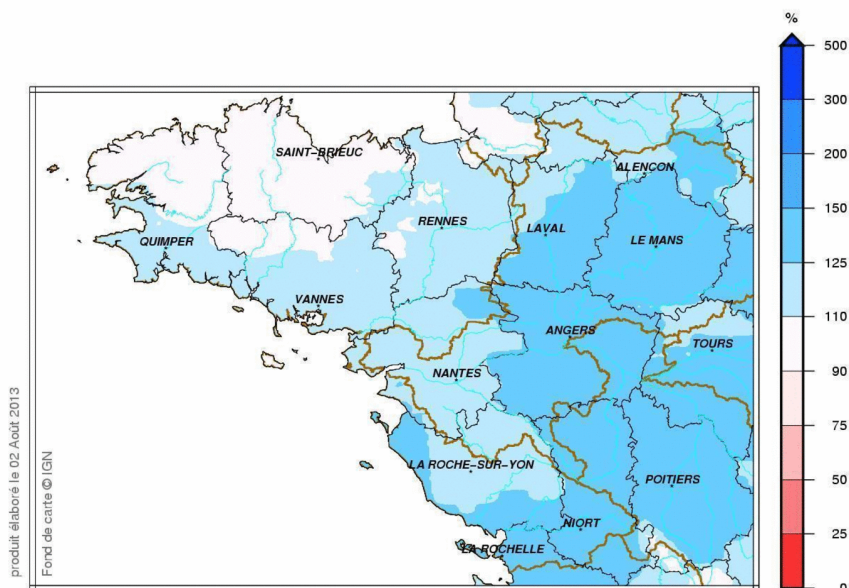 %
500
300
200
150
125
110
90
75
50
25
0
SAINT-BRIEUC
ALENCON
RENNES
LAVAL
QUIMPER
LE MANS
VANNES
ANGERS
TOURS
NANTES
LA ROCHE-SUR-YON
POITIERS
NIORT
LA ROCHELLE
produit élaboré le 02 Août 2013
Fond de carte © IGN